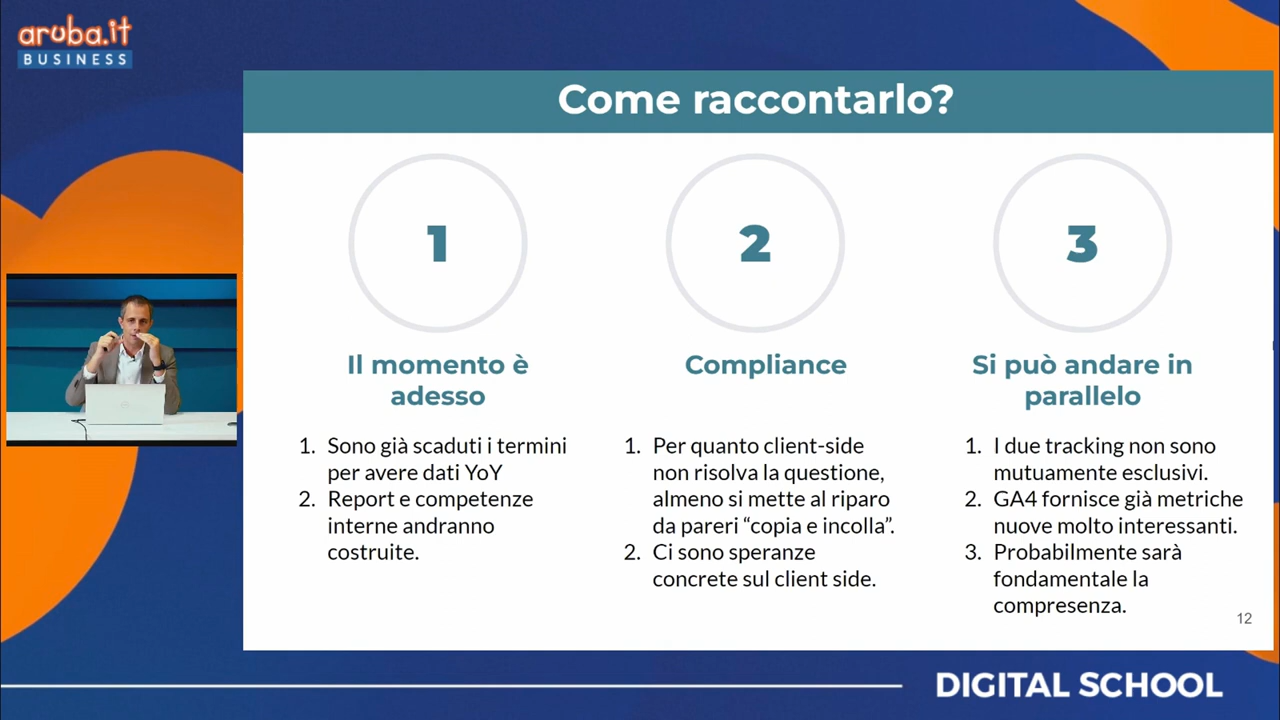 aruba.it
BUSINESS
Come raccontarlo?
1
Il momento è
adesso
1. Sono già scaduti i termini
per avere dati YoY
2. Report e competenze
interne andranno
costruite.
2
Compliance
1. Per quanto client-side
non risolva la questione,
almeno si mette al riparo
da pareri “copia e incolla”.
2. Ci sono speranze
concrete sul client side.
3
Si può andare in
parallelo
1. I due tracking non sono
mutuamente esclusivi.
2. GA4 fornisce già metriche
nuove molto interessanti.
3. Probabilmente sarà
fondamentale la
compresenza.
12
DIGITAL SCHOOL